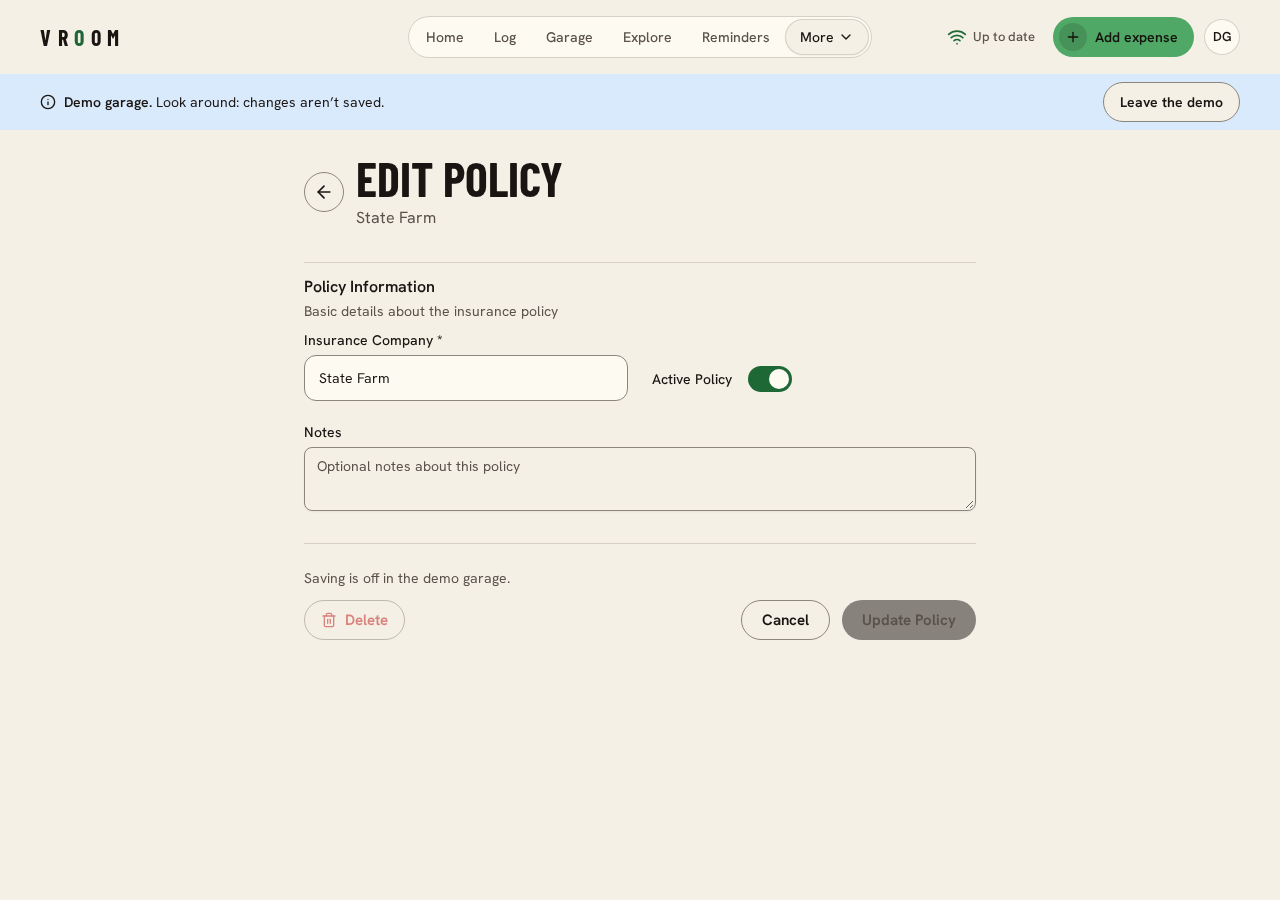 VROOM
Home Log Garage Explore Reminders More
Up to date
Add expense
DG
Demo garage. Look around: changes aren’t saved.
Leave the demo
EDIT POLICY
State Farm
Policy Information
Basic details about the insurance policy
Insurance Company *
State Farm
Active Policy
Notes
Optional notes about this policy
Saving is off in the demo garage.
Delete
Cancel
Update Policy